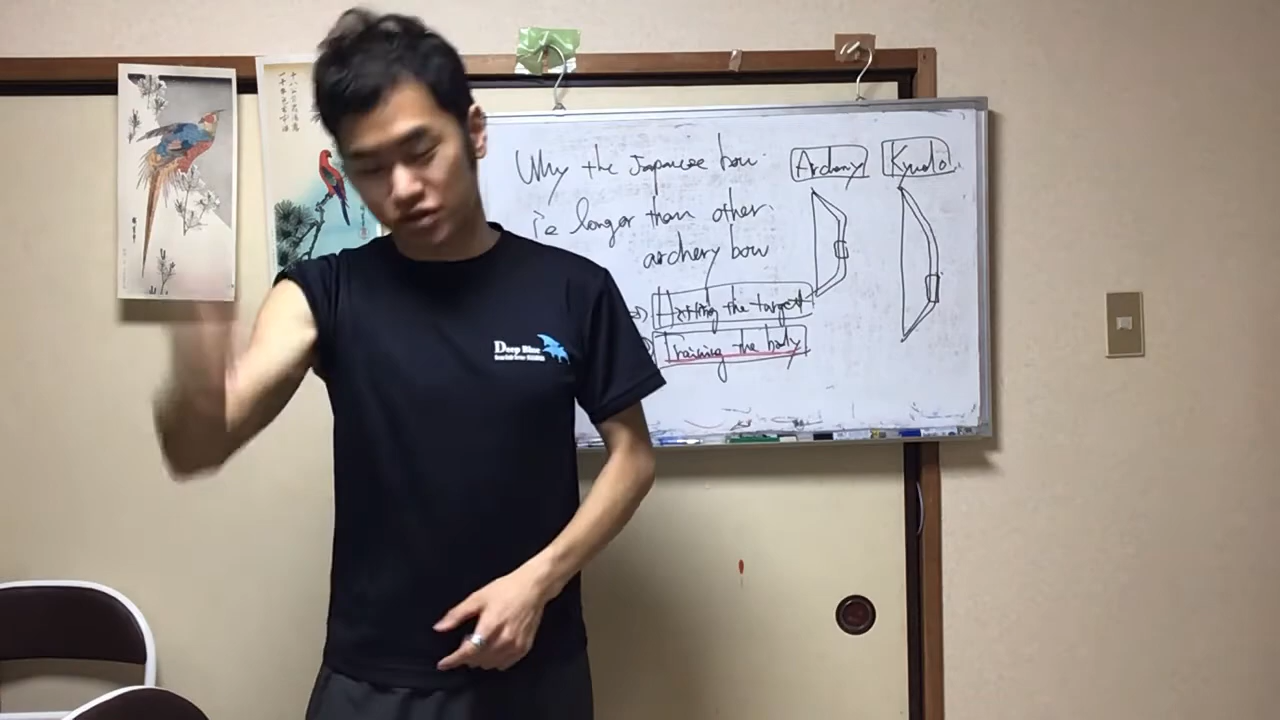 Why the Japanese bow
is longer than other
archery bow
Hitting the target
Training the body
Archery
Kyudo
Deep Blue